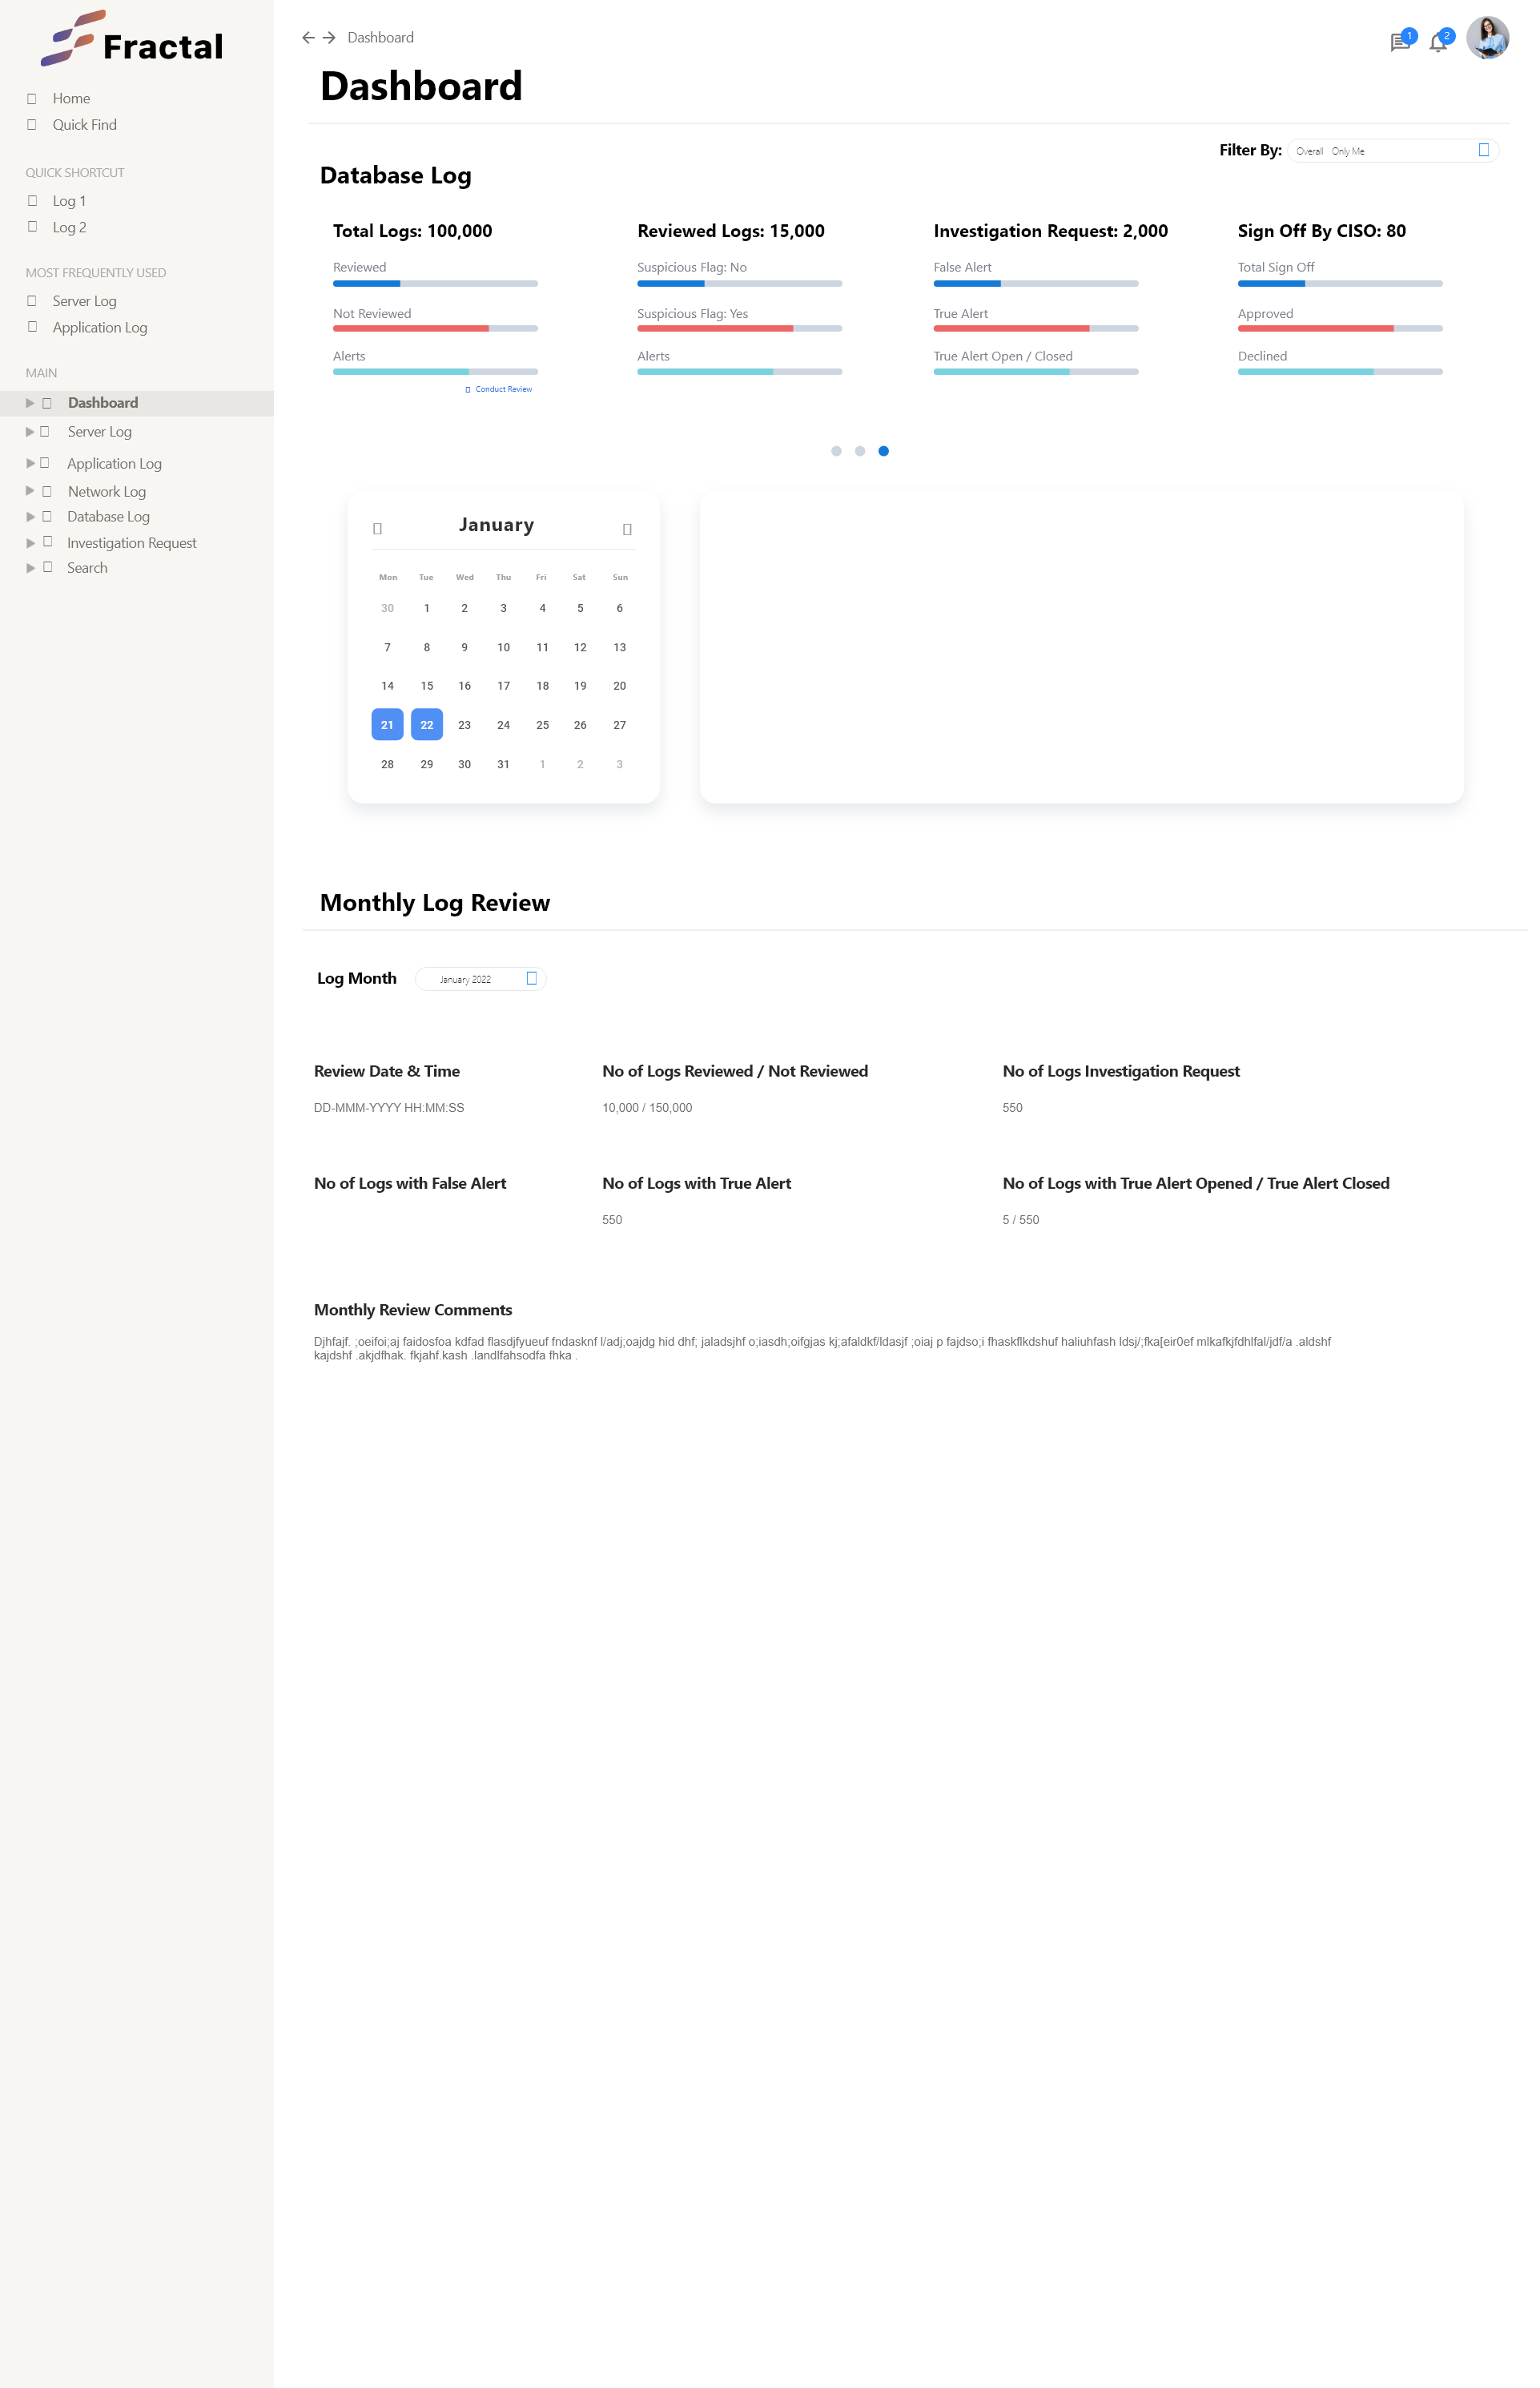 Fractal
Home
Quick Find
QUICK SHORTCUT
Log 1
Log 2
MOST FREQUENTLY USED
Server Log
Application Log
MAIN
Dashboard
Server Log
Application Log
Network Log
Database Log
Investigation Request
Search
Dashboard
1
2
Dashboard
Filter By:
Overall Only Me
Database Log
Total Logs: 100,000
Reviewed
Not Reviewed
Alerts
Conduct Review
Reviewed Logs: 15,000
Suspicious Flag: No
Suspicious Flag: Yes
Alerts
Investigation Request: 2,000
False Alert
True Alert
True Alert Open / Closed
Sign Off By CISO: 80
Total Sign Off
Approved
Declined
January
Mon Tue Wed Thu Fri Sat Sun
30 1 2 3 4 5 6
7 8 9 10 11 12 13
14 15 16 17 18 19 20
21 22 23 24 25 26 27
28 29 30 31 1 2 3
Monthly Log Review
Log Month
January 2022
Review Date & Time
DD-MMM-YYYY HH:MM:SS
No of Logs Reviewed / Not Reviewed
10,000 / 150,000
No of Logs Investigation Request
550
No of Logs with False Alert
No of Logs with True Alert
550
No of Logs with True Alert Opened / True Alert Closed
5 / 550
Monthly Review Comments
Djhfajf. ;oeifoi;aj faidosfoa kdfad flasdjfyueuf fndasknf l/adj;oajdg hid dhf; jaladsjhf o;iasdh;oifgjas kj;afaldkf/ldasjf ;oiaj p fajdso;i fhaskflkdshuf haliuhfash ldsj/;fka[eir0ef mlkafkjfdhlfal/jdf/a .aldshf
kajdshf .akjdfhak. fkjahf.kash .landlfahsodfa fhka .